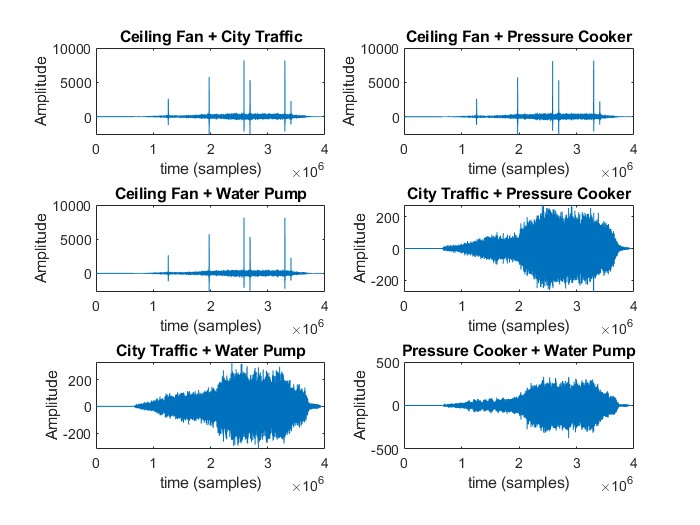 Ceiling Fan + City Traffic
10000
5000
0
Amplitude
0 1 2 3 4
time (samples)
×10^6
Ceiling Fan + Pressure Cooker
10000
5000
0
Amplitude
0 1 2 3 4
time (samples)
×10^6
Ceiling Fan + Water Pump
10000
5000
0
Amplitude
0 1 2 3 4
time (samples)
×10^6
City Traffic + Pressure Cooker
200
0
-200
Amplitude
0 1 2 3 4
time (samples)
×10^6
City Traffic + Water Pump
200
0
-200
Amplitude
0 1 2 3 4
time (samples)
×10^6
Pressure Cooker + Water Pump
500
0
-500
Amplitude
0 1 2 3 4
time (samples)
×10^6